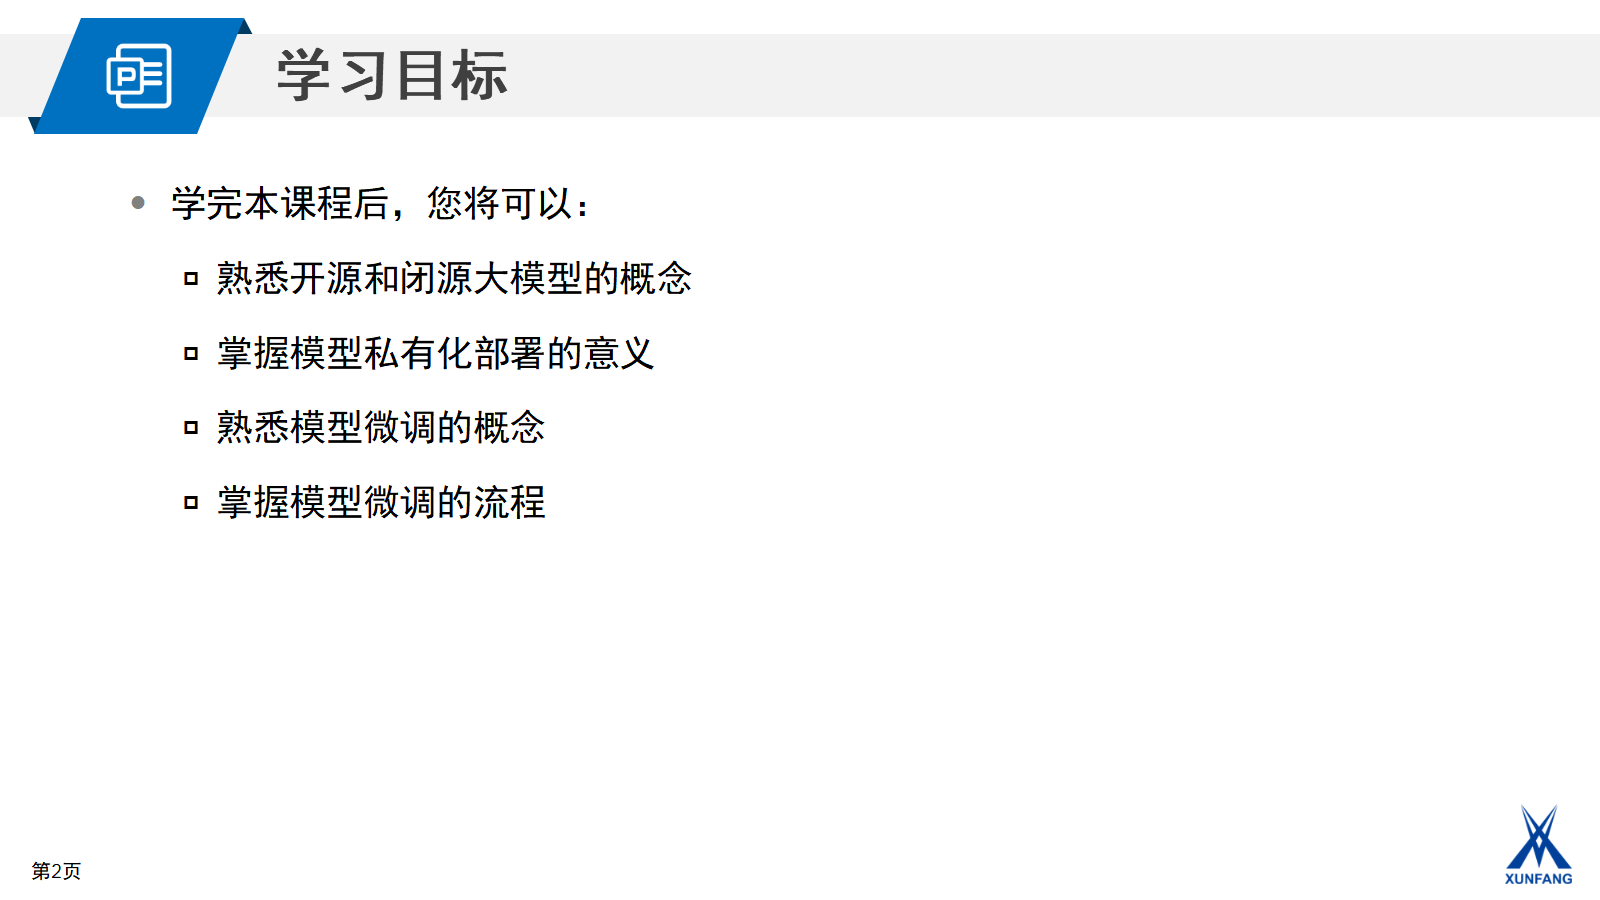 学习目标
学完本课程后，您将可以：
熟悉开源和闭源大模型的概念
掌握模型私有化部署的意义
熟悉模型微调的概念
掌握模型微调的流程
第2页
XUNFANG